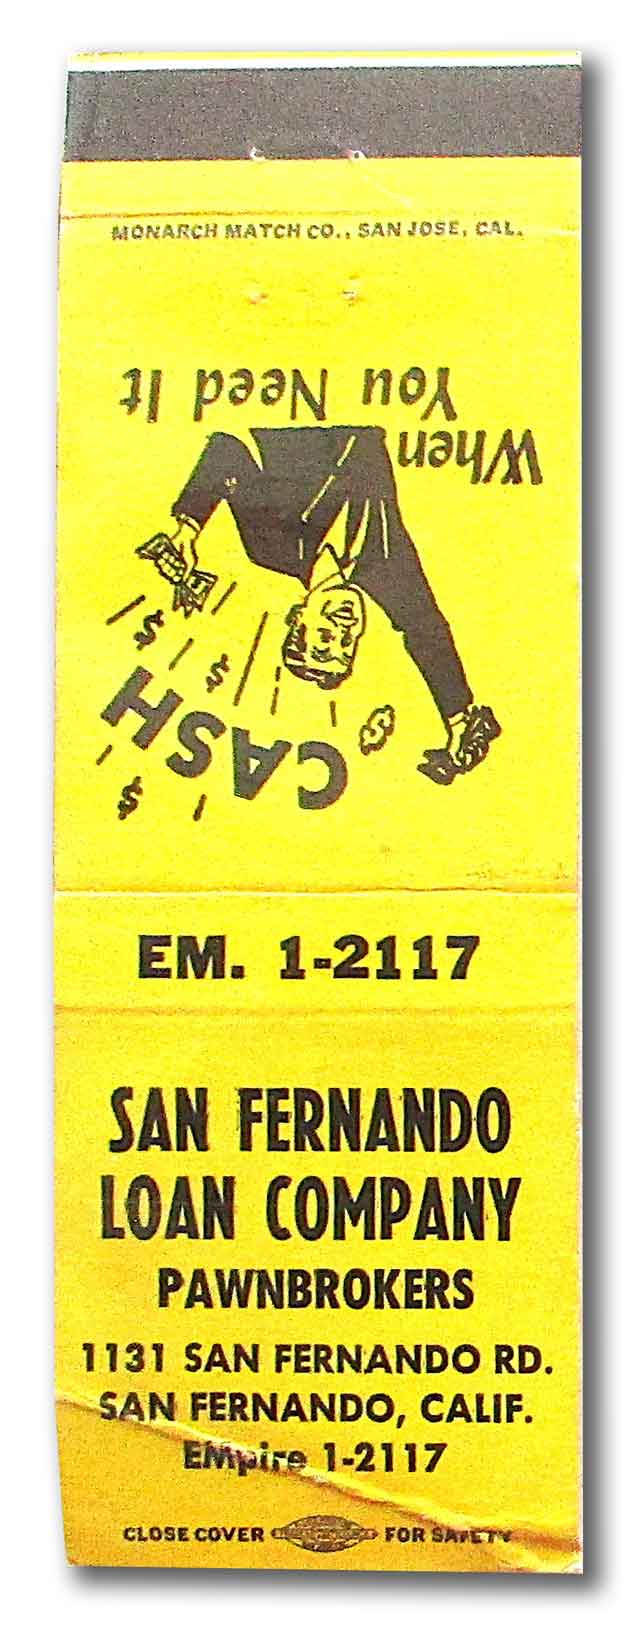 MONARCH MATCH CO., SAN JOSE, CAL.
CASH
When
You Need It
$
$
$
$
EM. 1-2117
SAN FERNANDO
LOAN COMPANY
PAWNBROKERS
1131 SAN FERNANDO RD.
SAN FERNANDO, CALIF.
EMpire 1-2117
CLOSE COVER FOR SAFETY